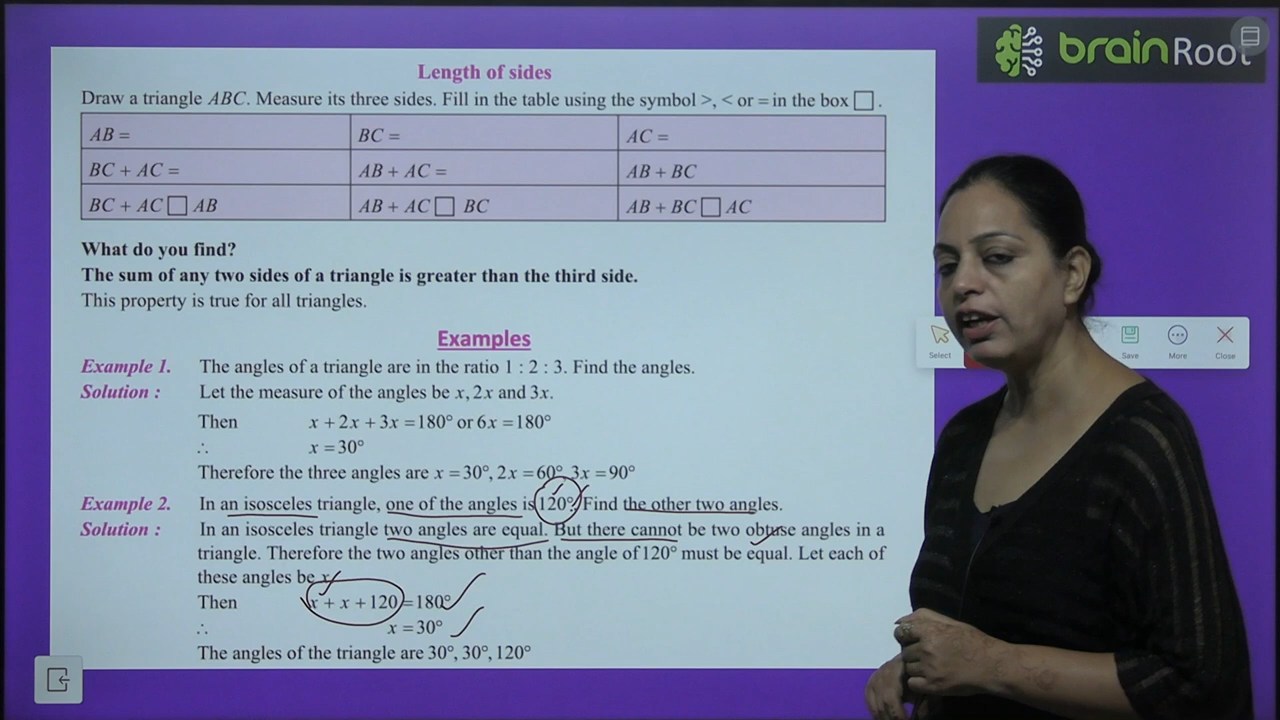 brainRoot
Length of sides
Draw a triangle ABC. Measure its three sides. Fill in the table using the symbol >, < or = in the box □.
AB = BC = AC =
BC + AC = AB + AC = AB + BC
BC + AC □ AB AB + AC □ BC AB + BC □ AC
What do you find?
The sum of any two sides of a triangle is greater than the third side.
This property is true for all triangles.
Examples
Example 1. The angles of a triangle are in the ratio 1 : 2 : 3. Find the angles.
Solution : Let the measure of the angles be x, 2x and 3x.
Then x + 2x + 3x = 180° or 6x = 180°
∴ x = 30°
Therefore the three angles are x = 30°, 2x = 60°, 3x = 90°
Example 2. In an isosceles triangle, one of the angles is 120°. Find the other two angles.
Solution : In an isosceles triangle two angles are equal. But there cannot be two obtuse angles in a
triangle. Therefore the two angles other than the angle of 120° must be equal. Let each of
these angles be x.
Then x + x + 120 = 180°
∴ x = 30°
The angles of the triangle are 30°, 30°, 120°
Select Save More Close